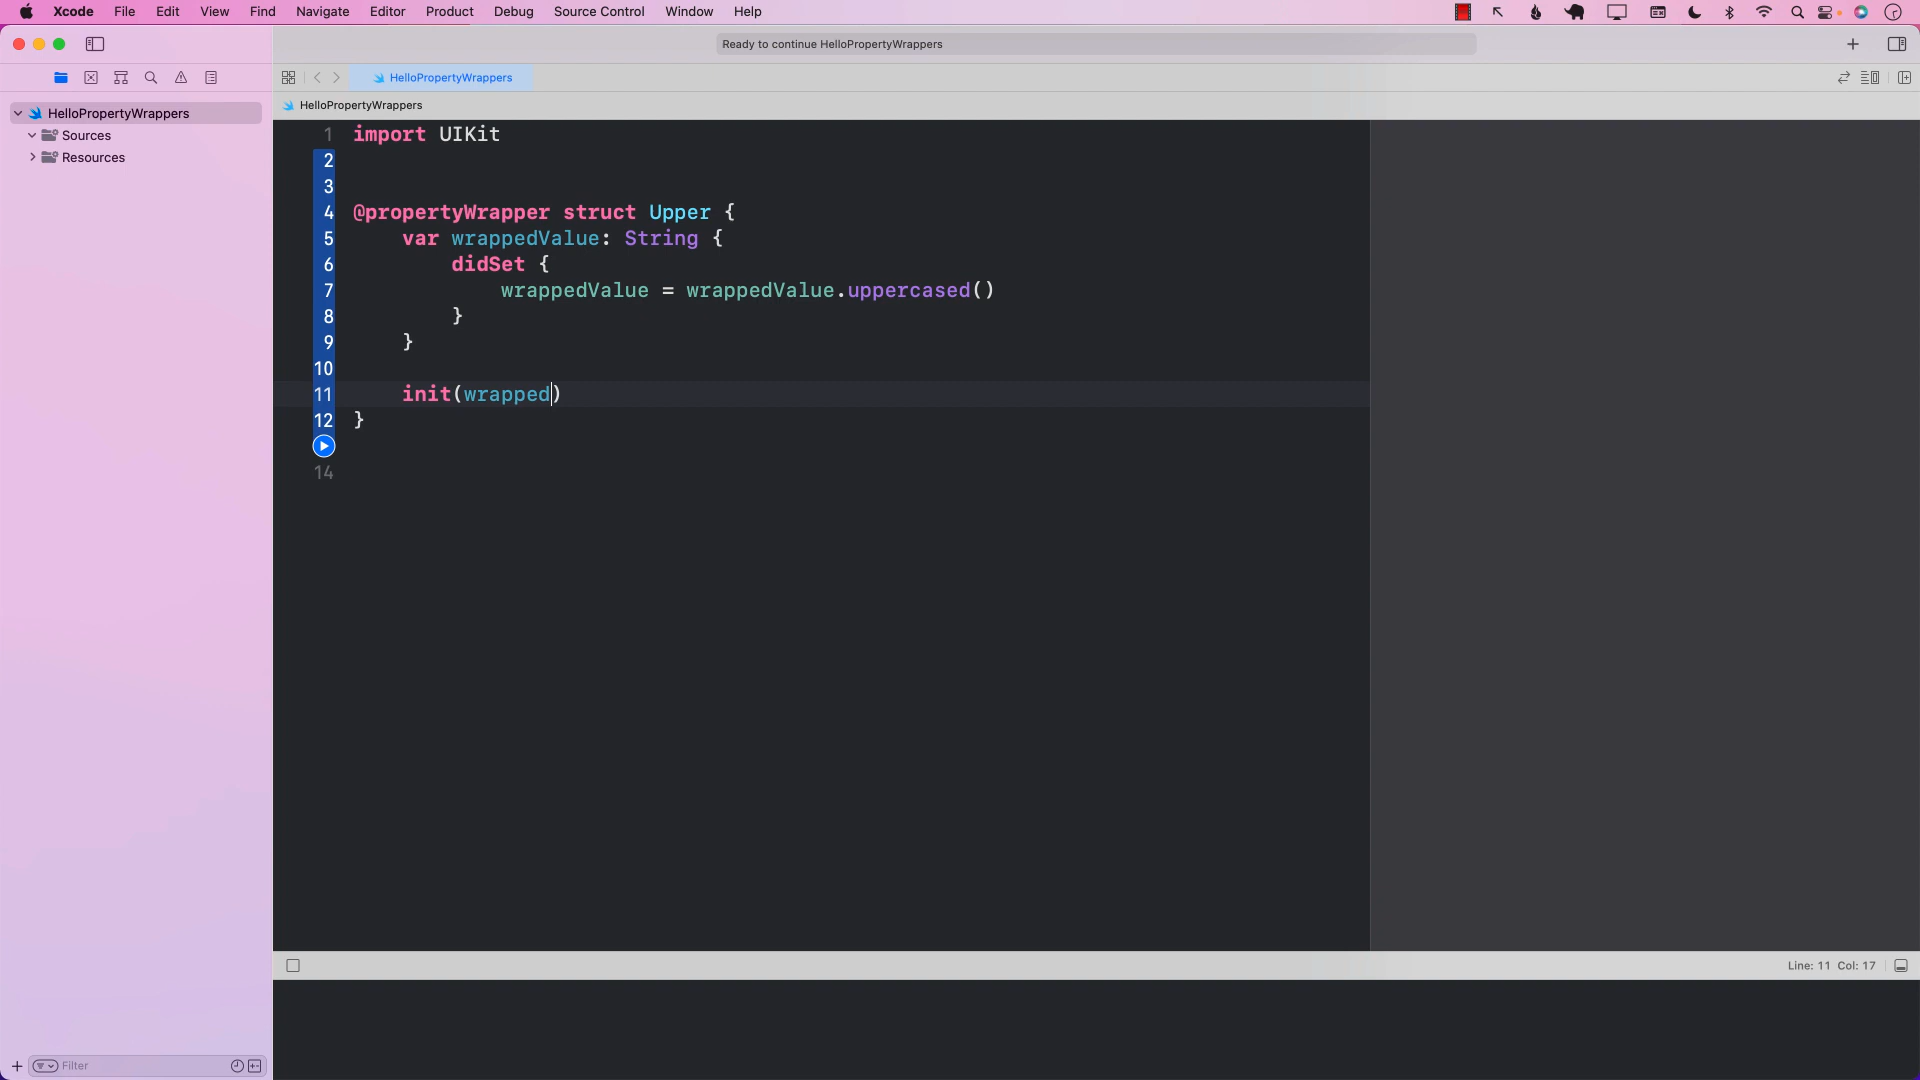 Xcode File Edit View Find Navigate Editor Product Debug Source Control Window Help
Ready to continue HelloPropertyWrappers
HelloPropertyWrappers
HelloPropertyWrappers
HelloPropertyWrappers
Sources
Resources
1 import UIKit
2
3
4 @propertyWrapper struct Upper {
5 var wrappedValue: String {
6 didSet {
7 wrappedValue = wrappedValue.uppercased()
8 }
9 }
10
11 init(wrapped)
12 }
14
Line: 11 Col: 17
Filter